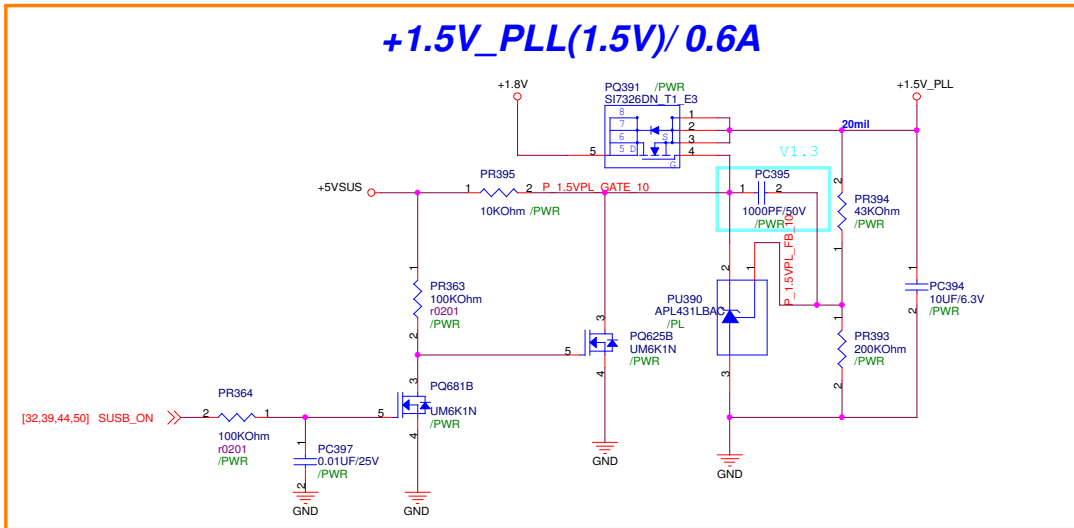 +1.5V_PLL(1.5V)/ 0.6A
+1.8V
PQ391 /PWR
SI7326DN_T1_E3
+1.5V_PLL
8
7
6
5 D
S
G
1
2
3
4
5
20mil
V1.3
+5VSUS
PR395
1
2
10KOhm /PWR
P_1.5VPL_GATE_10
PC395
1
2
1000PF/50V
/PWR
2
PR394
43KOhm
/PWR
1
P_1.5VPL_FB_10
1
PR363
100KOhm
r0201
/PWR
2
2
1
PU390
APL431LBAC
/PL
3
1
PC394
10UF/6.3V
2
3
PQ625B
UM6K1N
/PWR
5
4
1
PR393
200KOhm
/PWR
2
[32,39,44,50] SUSB_ON
PR364
2
1
100KOhm
r0201
/PWR
3
PQ681B
UM6K1N
/PWR
5
4
1
PC397
0.01UF/25V
/PWR
2
GND
GND
GND
GND